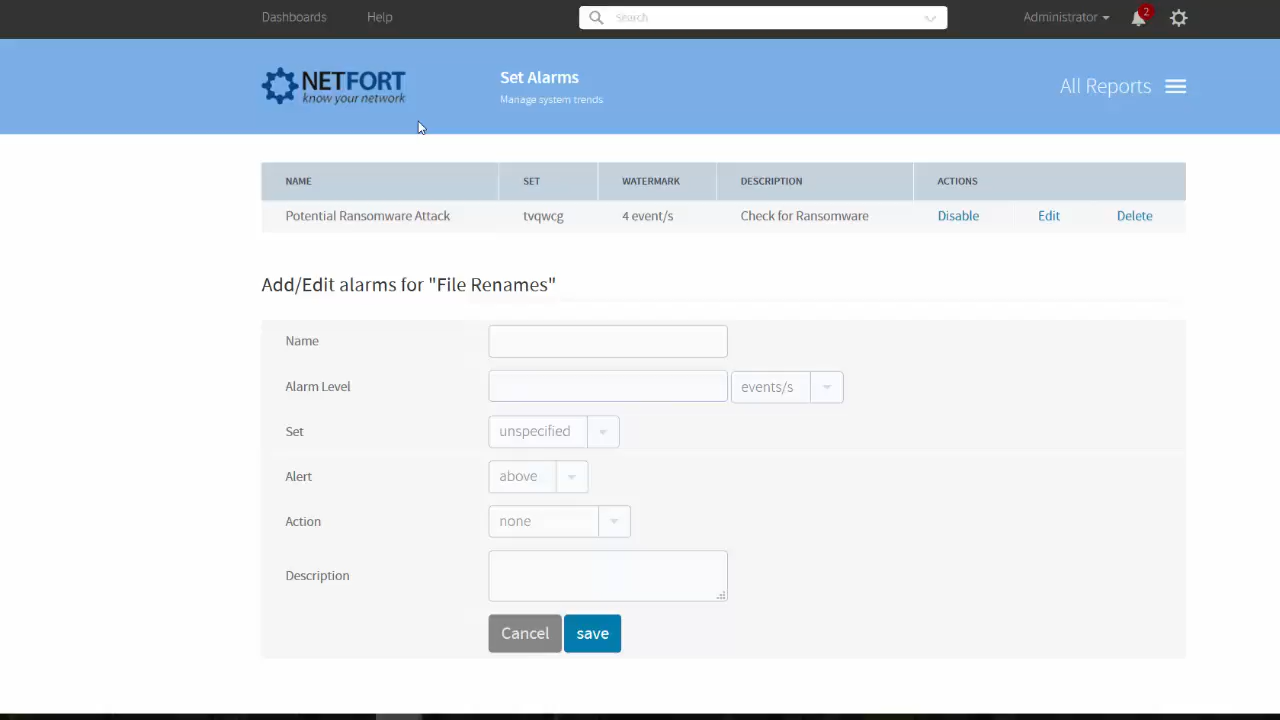 Dashboards Help Search Administrator 2
NETFORT
know your network
Set Alarms
Manage system trends
All Reports
NAME SET WATERMARK DESCRIPTION ACTIONS
Potential Ransomware Attack tvqwcg 4 event/s Check for Ransomware Disable Edit Delete
Add/Edit alarms for "File Renames"
Name
Alarm Level events/s
Set unspecified
Alert above
Action none
Description
Cancel save